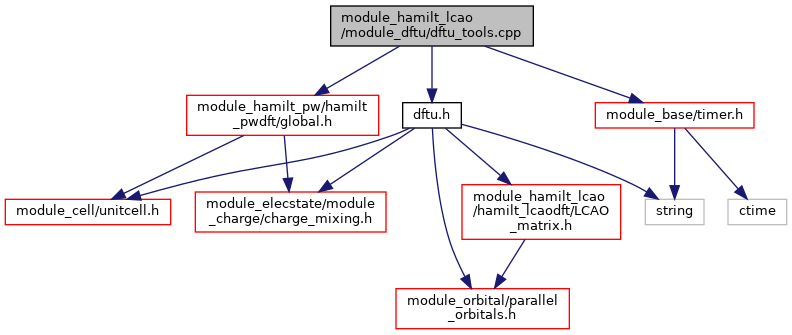 module_hamilt_lcao
/module_dftu/dftu_tools.cpp
module_hamilt_pw/hamilt
_pwdft/global.h
dftu.h
module_base/timer.h
module_cell/unitcell.h
module_elecstate/module
_charge/charge_mixing.h
module_hamilt_lcao
/hamilt_lcaodft/LCAO
_matrix.h
string
ctime
module_orbital/parallel
_orbitals.h